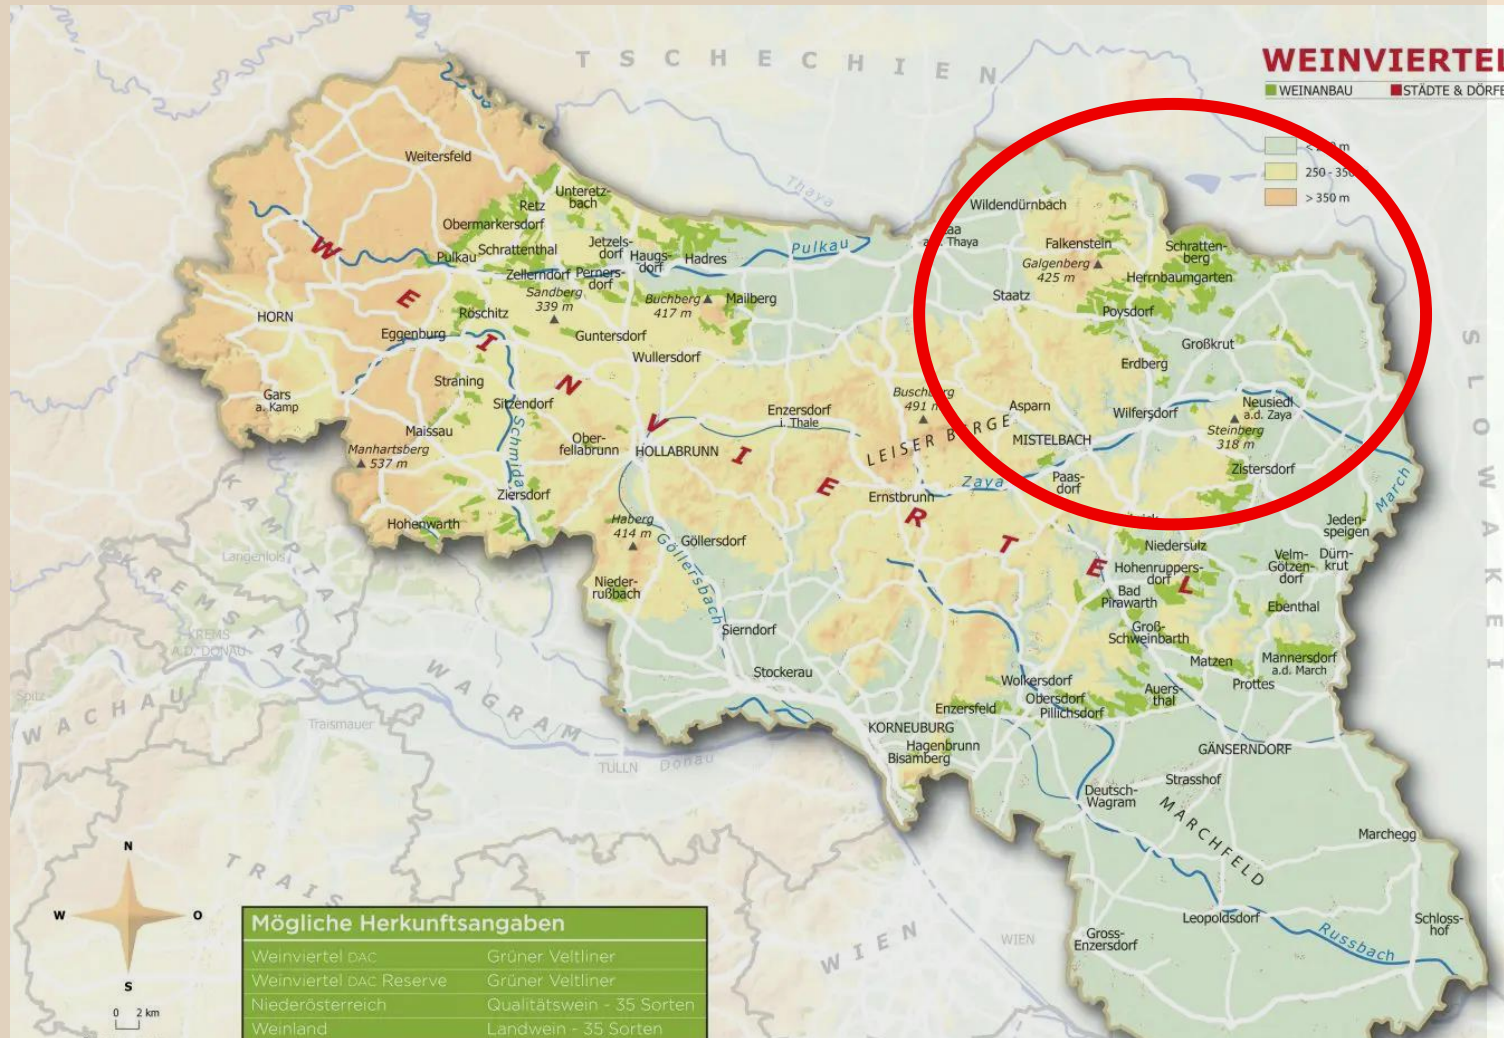 TSCHECHIEN
WEINVIERTEL
WEINANBAU
STÄDTE & DÖRFE
250 - 350
> 350 m
Weitersfeld
Unteretz-
bach
Retz
Obermarkersdorf
Schrattenthal
Pulkau
Jetzels-
dorf
Haugs-
dorf
Hadres
Pulkau
Thaya
Zellerndorf
Perners-
dorf
Sandberg
339 m
Buchberg
417 m
Mailberg
Wildendürnbach
a.d. Thaya
Falkenstein
Galgenberg
425 m
Schratten-
berg
Herrnbaumgarten
Staatz
Poysdorf
HORN
Röschitz
Eggenburg
Guntersdorf
Wullersdorf
Großkrut
Erdberg
Gars
a. Kamp
Straning
Sitzendorf
Maissau
Manhartsberg
537 m
Schmida
Ober-
fellabrunn
HOLLABRUNN
Enzersdorf
i. Thale
Buschberg
491 m
LEISER BERGE
Asparn
MISTELBACH
Wilfersdorf
Neusiedl
a.d. Zaya
Steinberg
318 m
Zistersdorf
Paas-
dorf
Zaya
March
Ernstbrunn
Ziersdorf
Hohenwarth
Haberg
414 m
Göllersdorf
Göllersbach
Nieder-
rußbach
WEINVIERTEL
Niedersulz
Hohenruppers-
dorf
Bad
Pirawarth
Groß-
Schweinbarth
Jeden-
speigen
Velm-
Götzen-
dorf
Dürn-
krut
Ebenthal
Matzen
Mannersdorf
a.d. March
Prottes
Auers-
thal
Wolkersdorf
Obersdorf
Pillichsdorf
Enzersfeld
Sierndorf
Stockerau
KORNEUBURG
Hagenbrunn
Bisamberg
GÄNSERNDORF
Strasshof
Deutsch-
Wagram
MARCHFELD
Marchegg
Leopoldsdorf
Schloss-
hof
Gross-
Enzersdorf
Russbach
SLOWAKEI
KAMPTAL
Langenlois
KREMSTAL
KREMS
A.D. DONAU
WACHAU
Spitz
Traismauer
WAGRAM
TULLN
Donau
TRAIS
WIEN
WIEN
N
W
O
S
0 2 km
Mögliche Herkunftsangaben
Weinviertel DAC Grüner Veltliner
Weinviertel DAC Reserve Grüner Veltliner
Niederösterreich Qualitätswein - 35 Sorten
Weinland Landwein - 35 Sorten